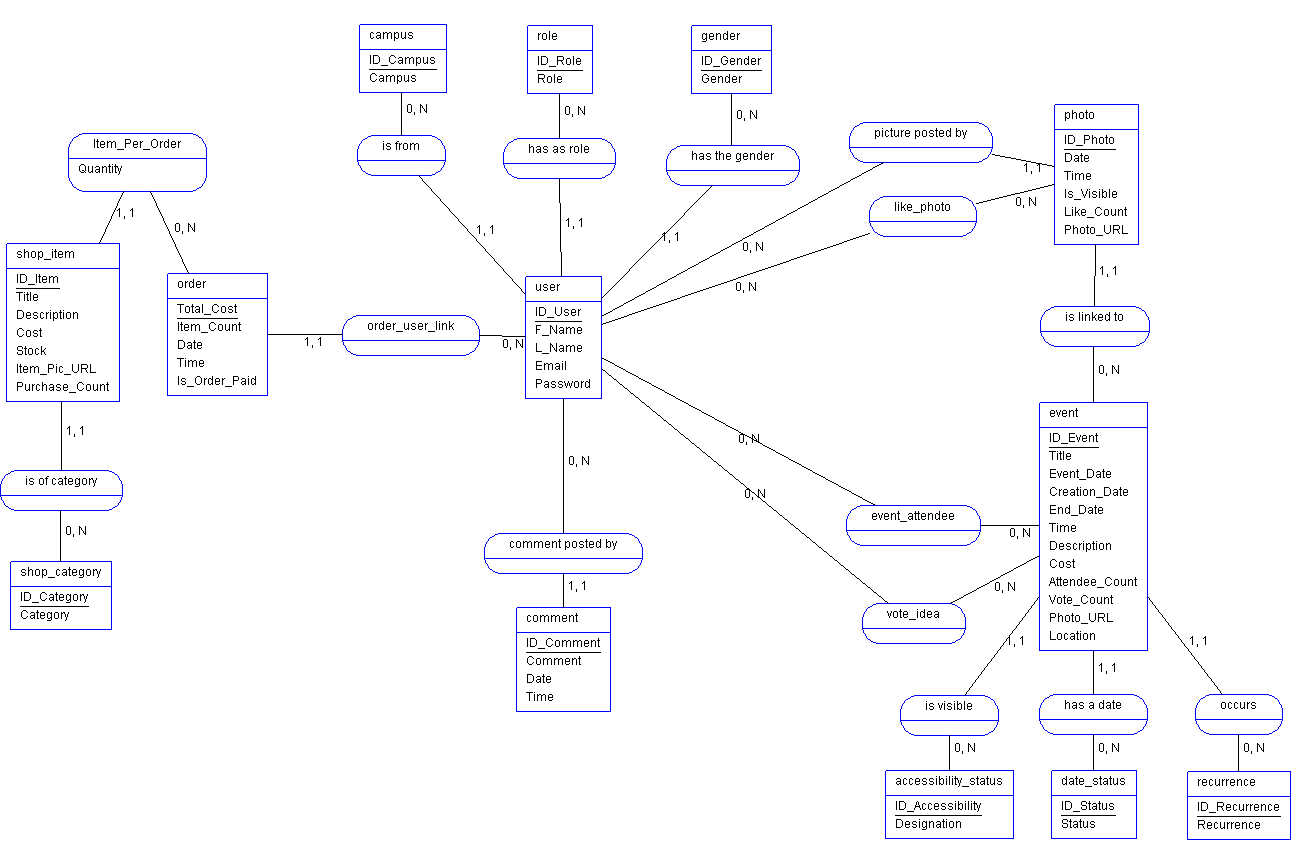 campus
ID_Campus
Campus
0, N
is from
1, 1
role
ID_Role
Role
0, N
has as role
1, 1
gender
ID_Gender
Gender
0, N
has the gender
1, 1
picture posted by
1, 1
0, N
like_photo
0, N
0, N
photo
ID_Photo
Date
Time
Is_Visible
Like_Count
Photo_URL
1, 1
is linked to
0, N
Item_Per_Order
Quantity
1, 1
0, N
shop_item
ID_Item
Title
Description
Cost
Stock
Item_Pic_URL
Purchase_Count
1, 1
is of category
0, N
shop_category
ID_Category
Category
order
Total_Cost
Item_Count
Date
Time
Is_Order_Paid
1, 1
order_user_link
0, N
user
ID_User
F_Name
L_Name
Email
Password
0, N
comment posted by
1, 1
comment
ID_Comment
Comment
Date
Time
0, N
event_attendee
0, N
0, N
vote_idea
0, N
event
ID_Event
Title
Event_Date
Creation_Date
End_Date
Time
Description
Cost
Attendee_Count
Vote_Count
Photo_URL
Location
1, 1
is visible
0, N
accessibility_status
ID_Accessibility
Designation
1, 1
has a date
0, N
date_status
ID_Status
Status
1, 1
occurs
0, N
recurrence
ID_Recurrence
Recurrence